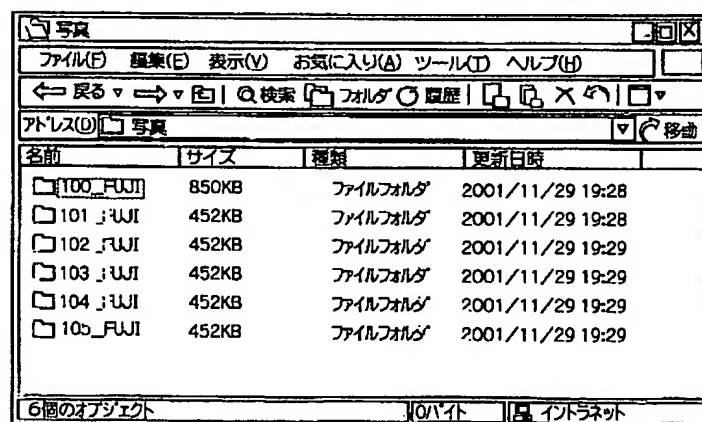 写真
ファイル(F) 編集(E) 表示(V) お気に入り(A) ツール(T) ヘルプ(H)
戻る 検索 フォルダ 履歴
アドレス(D) 写真 移動
名前 サイズ 種類 更新日時
100_FUJI 850KB ファイルフォルダ 2001/11/29 19:28
101_FUJI 452KB ファイルフォルダ 2001/11/29 19:28
102_FUJI 452KB ファイルフォルダ 2001/11/29 19:29
103_FUJI 452KB ファイルフォルダ 2001/11/29 19:29
104_FUJI 452KB ファイルフォルダ 2001/11/29 19:29
105_FUJI 452KB ファイルフォルダ 2001/11/29 19:29
6個のオブジェクト 0バイト イントラネット